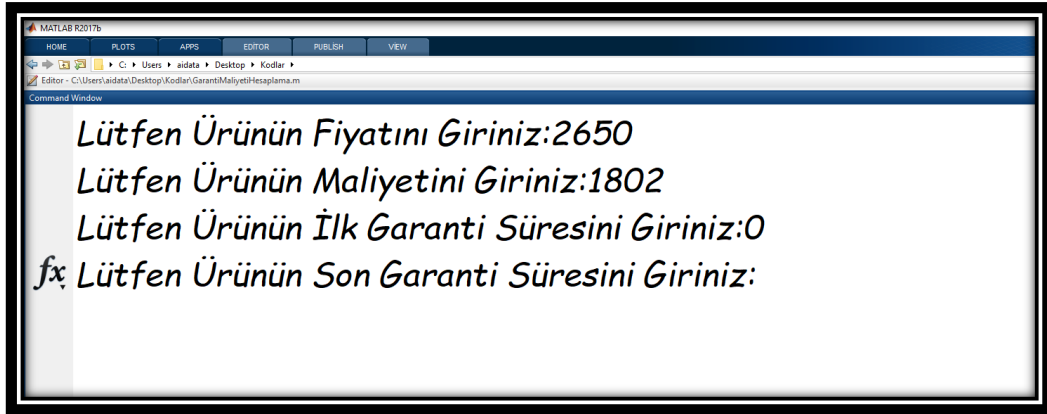 MATLAB R2017b
HOME PLOTS APPS EDITOR PUBLISH VIEW
C: Users aidata Desktop Kodlar
Editor - C:\Users\aidata\Desktop\Kodlar\GarantiMaliyetiHesaplama.m
Command Window
Lütfen Ürünün Fiyatını Giriniz:2650
Lütfen Ürünün Maliyetini Giriniz:1802
Lütfen Ürünün İlk Garanti Süresini Giriniz:0
fx Lütfen Ürünün Son Garanti Süresini Giriniz: